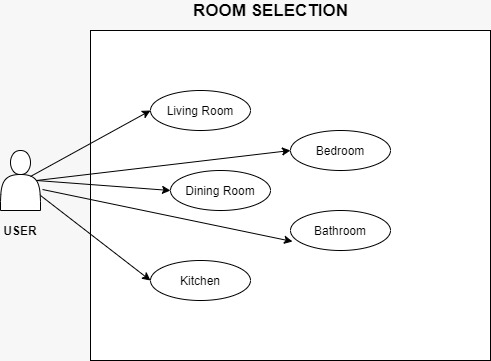 ROOM SELECTION
Living Room
Bedroom
Dining Room
Bathroom
USER
Kitchen